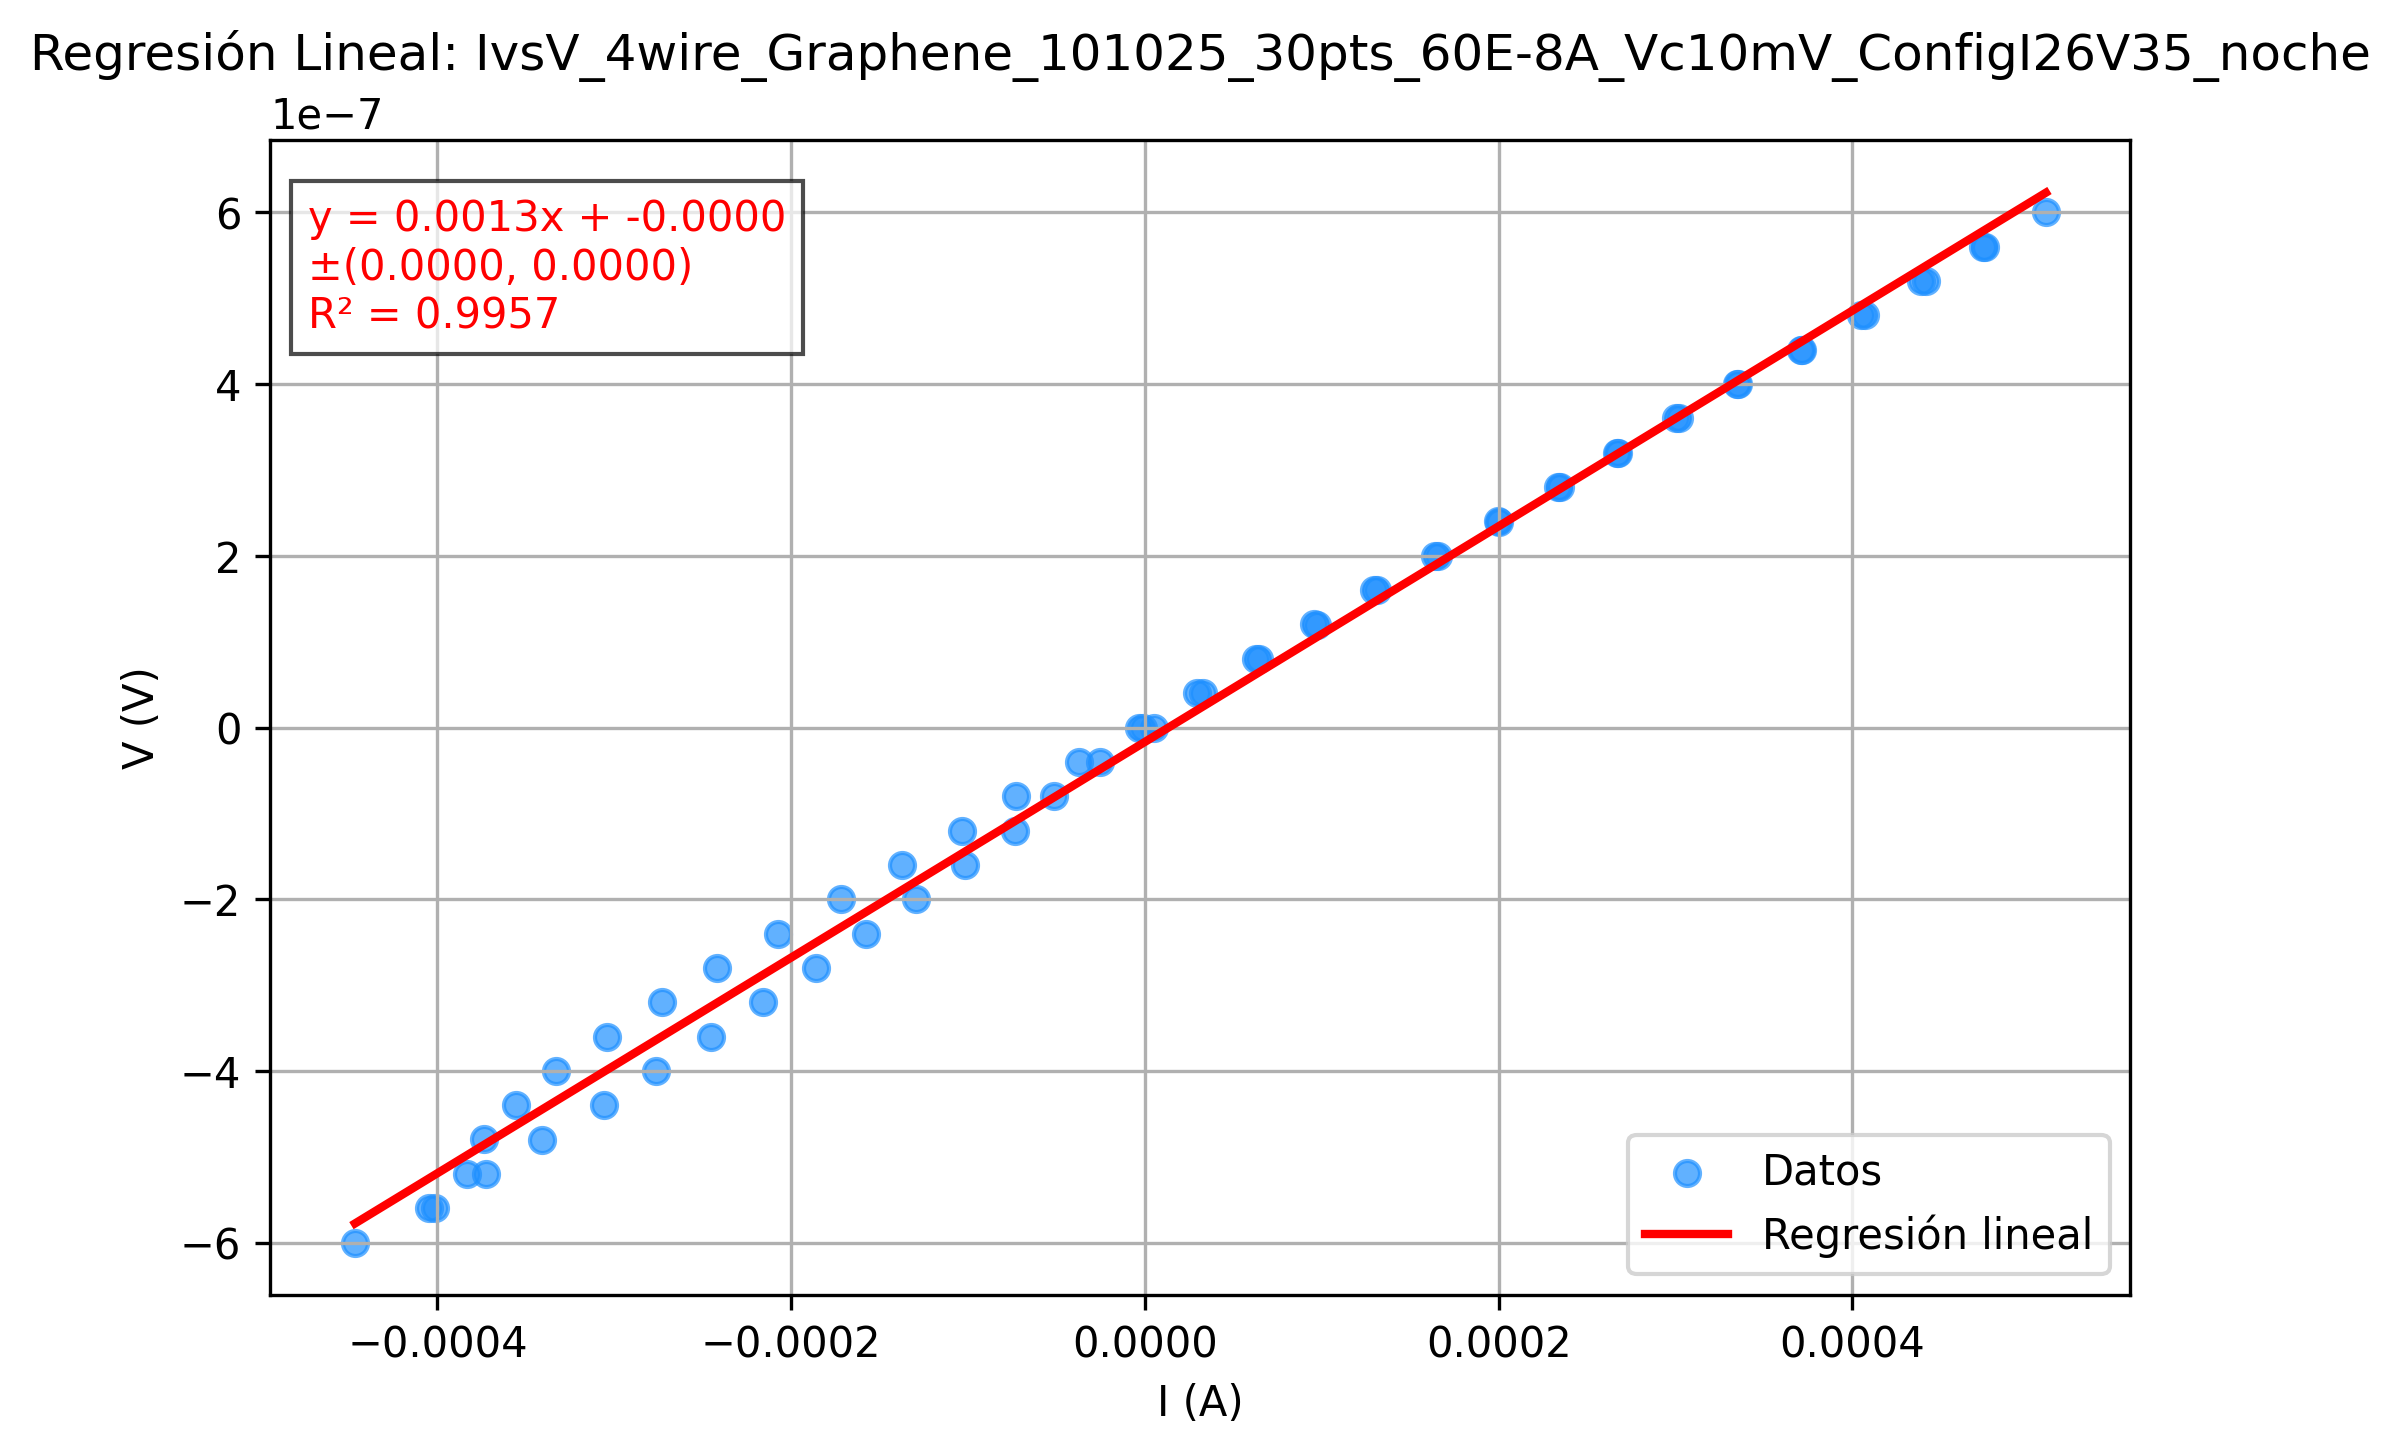 Regresión Lineal: IvsV_4wire_Graphene_101025_30pts_60E-8A_Vc10mV_ConfigI26V35_noche
1e−7
y = 0.0013x + -0.0000
±(0.0000, 0.0000)
R² = 0.9957
6
4
2
0
−2
−4
−6
V (V)
Datos
Regresión lineal
−0.0004
−0.0002
0.0000
0.0002
0.0004
I (A)